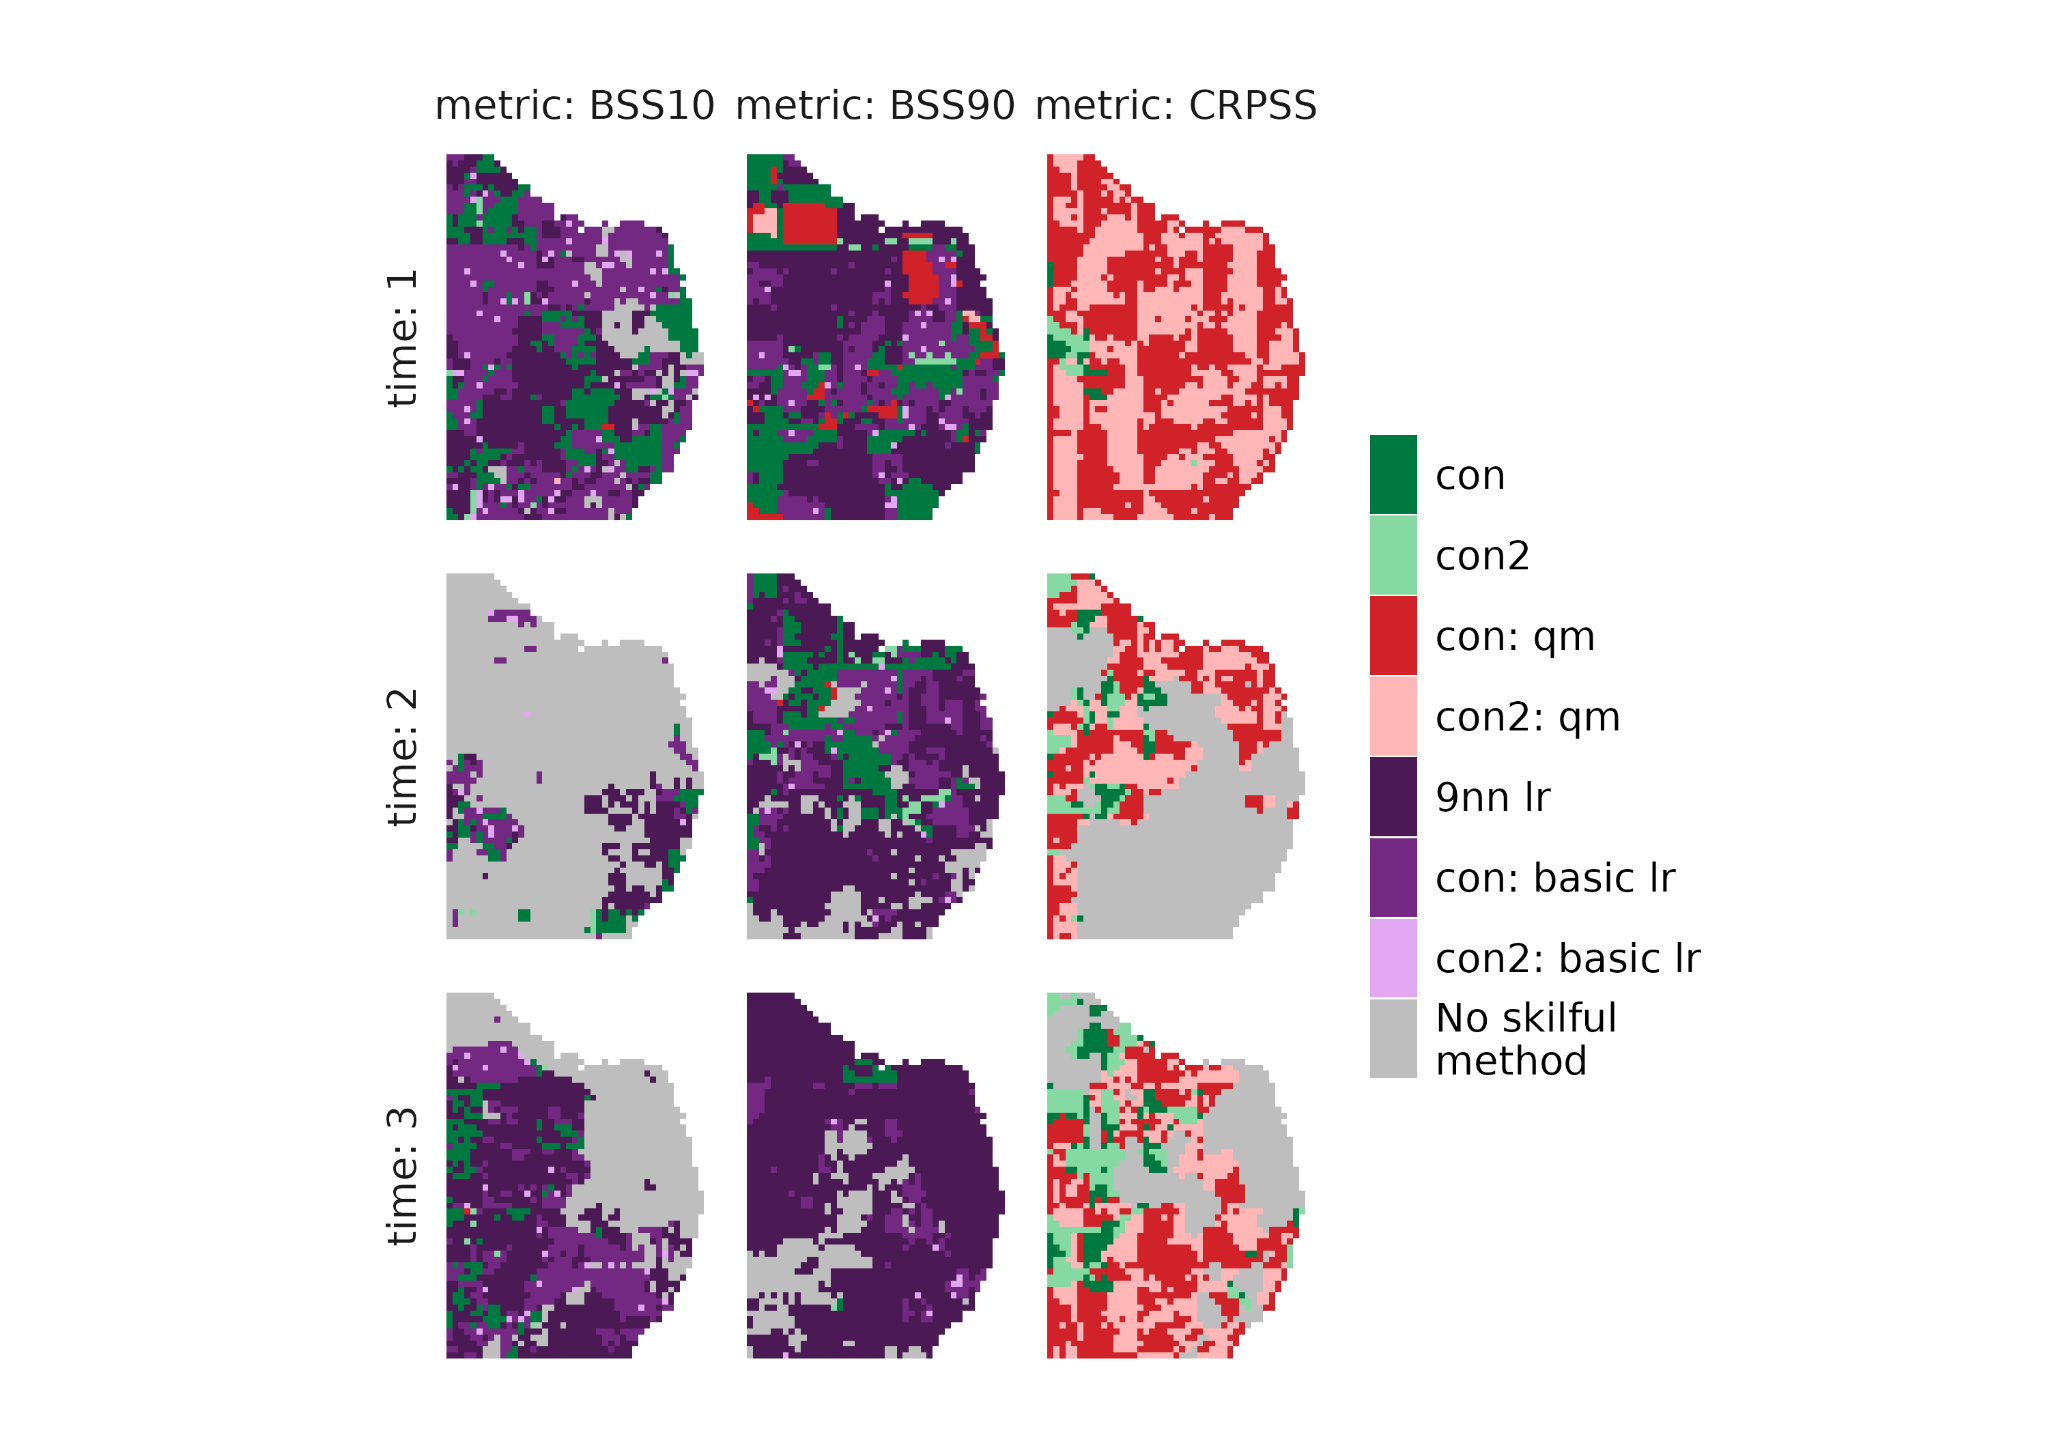 metric: BSS10 metric: BSS90 metric: CRPSS
time: 1
time: 2
time: 3
con
con2
con: qm
con2: qm
9nn lr
con: basic lr
con2: basic lr
No skilful
method